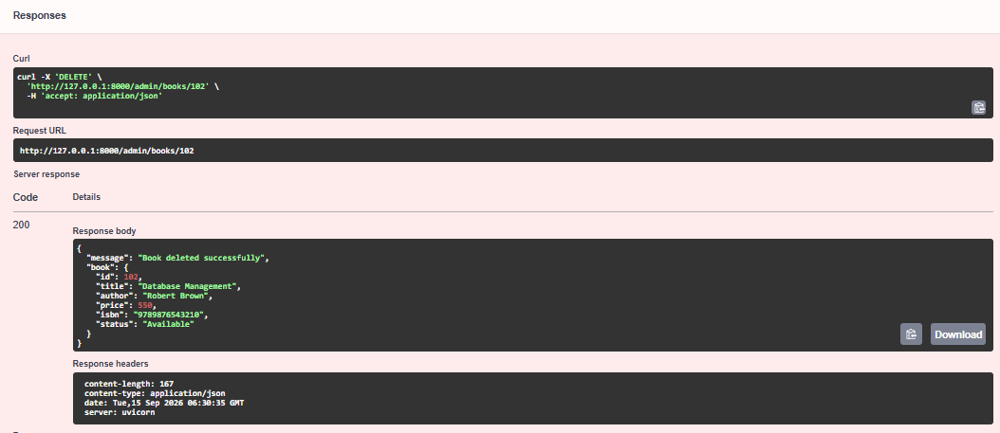 Responses
Curl
curl -X 'DELETE' \
  'http://127.0.0.1:8000/admin/books/102' \
  -H 'accept: application/json'
Request URL
http://127.0.0.1:8000/admin/books/102
Server response
Code Details
200
Response body
{
  "message": "Book deleted successfully",
  "book": {
    "id": 102,
    "title": "Database Management",
    "author": "Robert Brown",
    "price": 550,
    "isbn": "9789876543210",
    "status": "Available"
  }
}
Download
Response headers
content-length: 167
content-type: application/json
date: Tue,15 Sep 2026 06:30:35 GMT
server: uvicorn